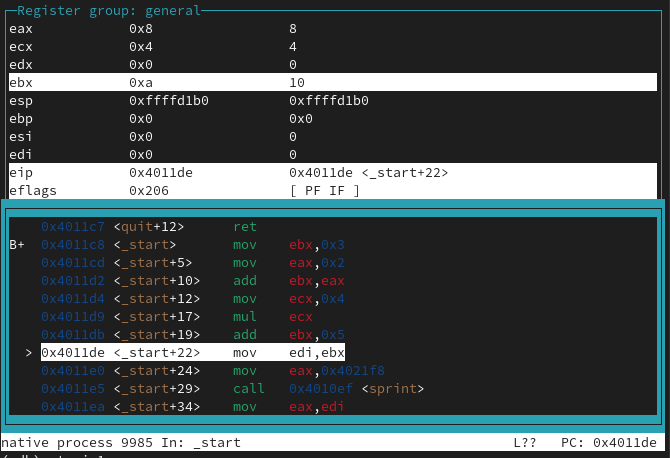 Register group: general
eax 0x8 8
ecx 0x4 4
edx 0x0 0
ebx 0xa 10
esp 0xffffd1b0 0xffffd1b0
ebp 0x0 0x0
esi 0x0 0
edi 0x0 0
eip 0x4011de 0x4011de <_start+22>
eflags 0x206 [ PF IF ]
0x4011c7 <quit+12> ret
B+ 0x4011c8 <_start> mov ebx,0x3
0x4011cd <_start+5> mov eax,0x2
0x4011d2 <_start+10> add ebx,eax
0x4011d4 <_start+12> mov ecx,0x4
0x4011d9 <_start+17> mul ecx
0x4011db <_start+19> add ebx,0x5
> 0x4011de <_start+22> mov edi,ebx
0x4011e0 <_start+24> mov eax,0x4021f8
0x4011e5 <_start+29> call 0x4010ef <sprint>
0x4011ea <_start+34> mov eax,edi
native process 9985 In: _start L?? PC: 0x4011de